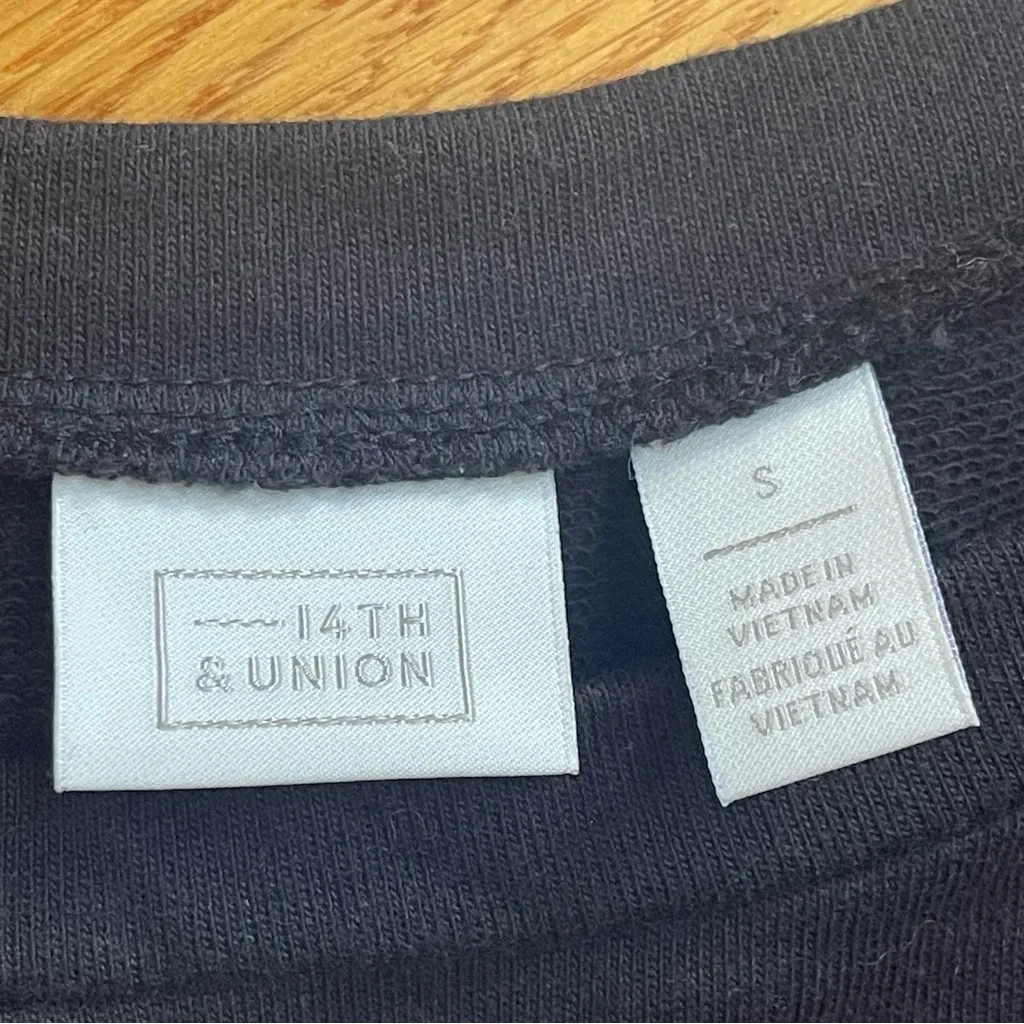 14TH
& UNION
S
MADE IN
VIETNAM
FABRIQUÉ AU
VIETNAM